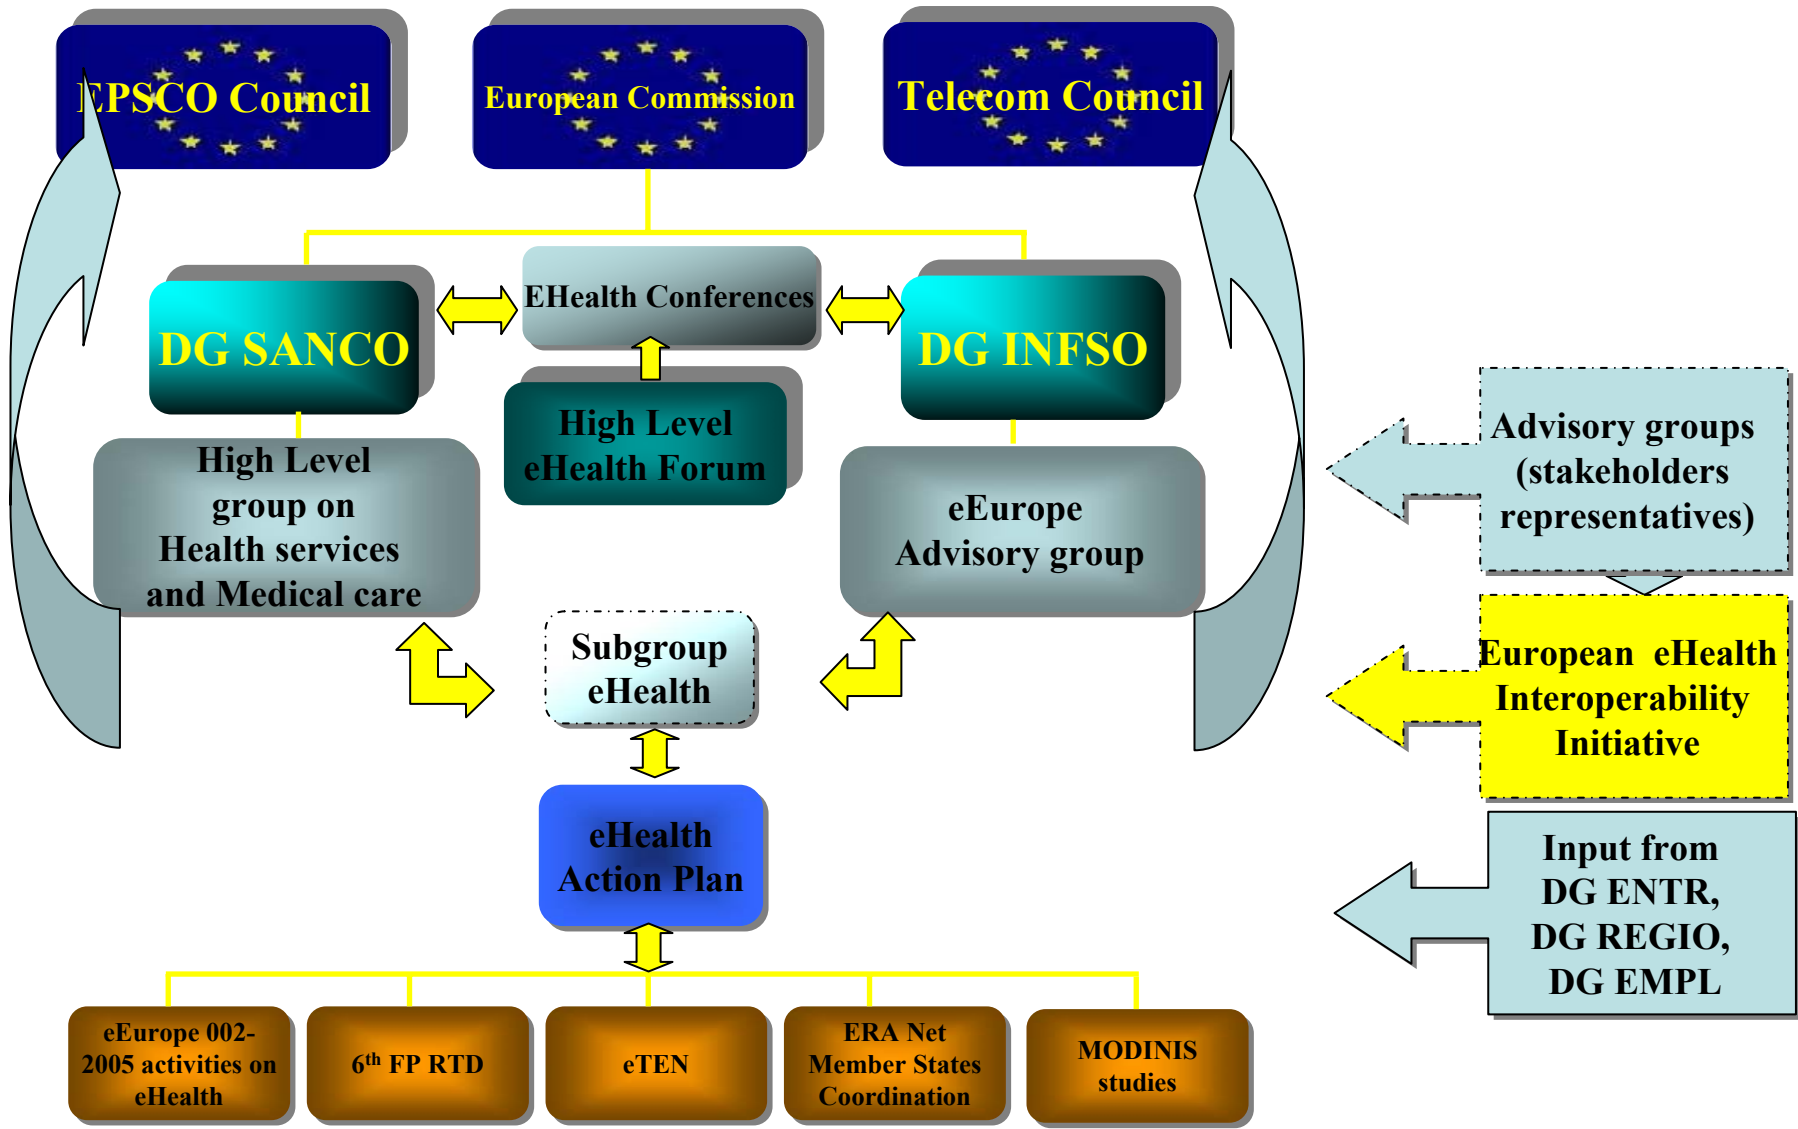 EPSCO Council
European Commission
Telecom Council
EHealth Conferences
DG SANCO
DG INFSO
High Level
eHealth Forum
High Level
group on
Health services
and Medical care
eEurope
Advisory group
Advisory groups
(stakeholders
representatives)
Subgroup
eHealth
European eHealth
Interoperability
Initiative
eHealth
Action Plan
Input from
DG ENTR,
DG REGIO,
DG EMPL
eEurope 002-
2005 activities on
eHealth
6th FP RTD
eTEN
ERA Net
Member States
Coordination
MODINIS
studies